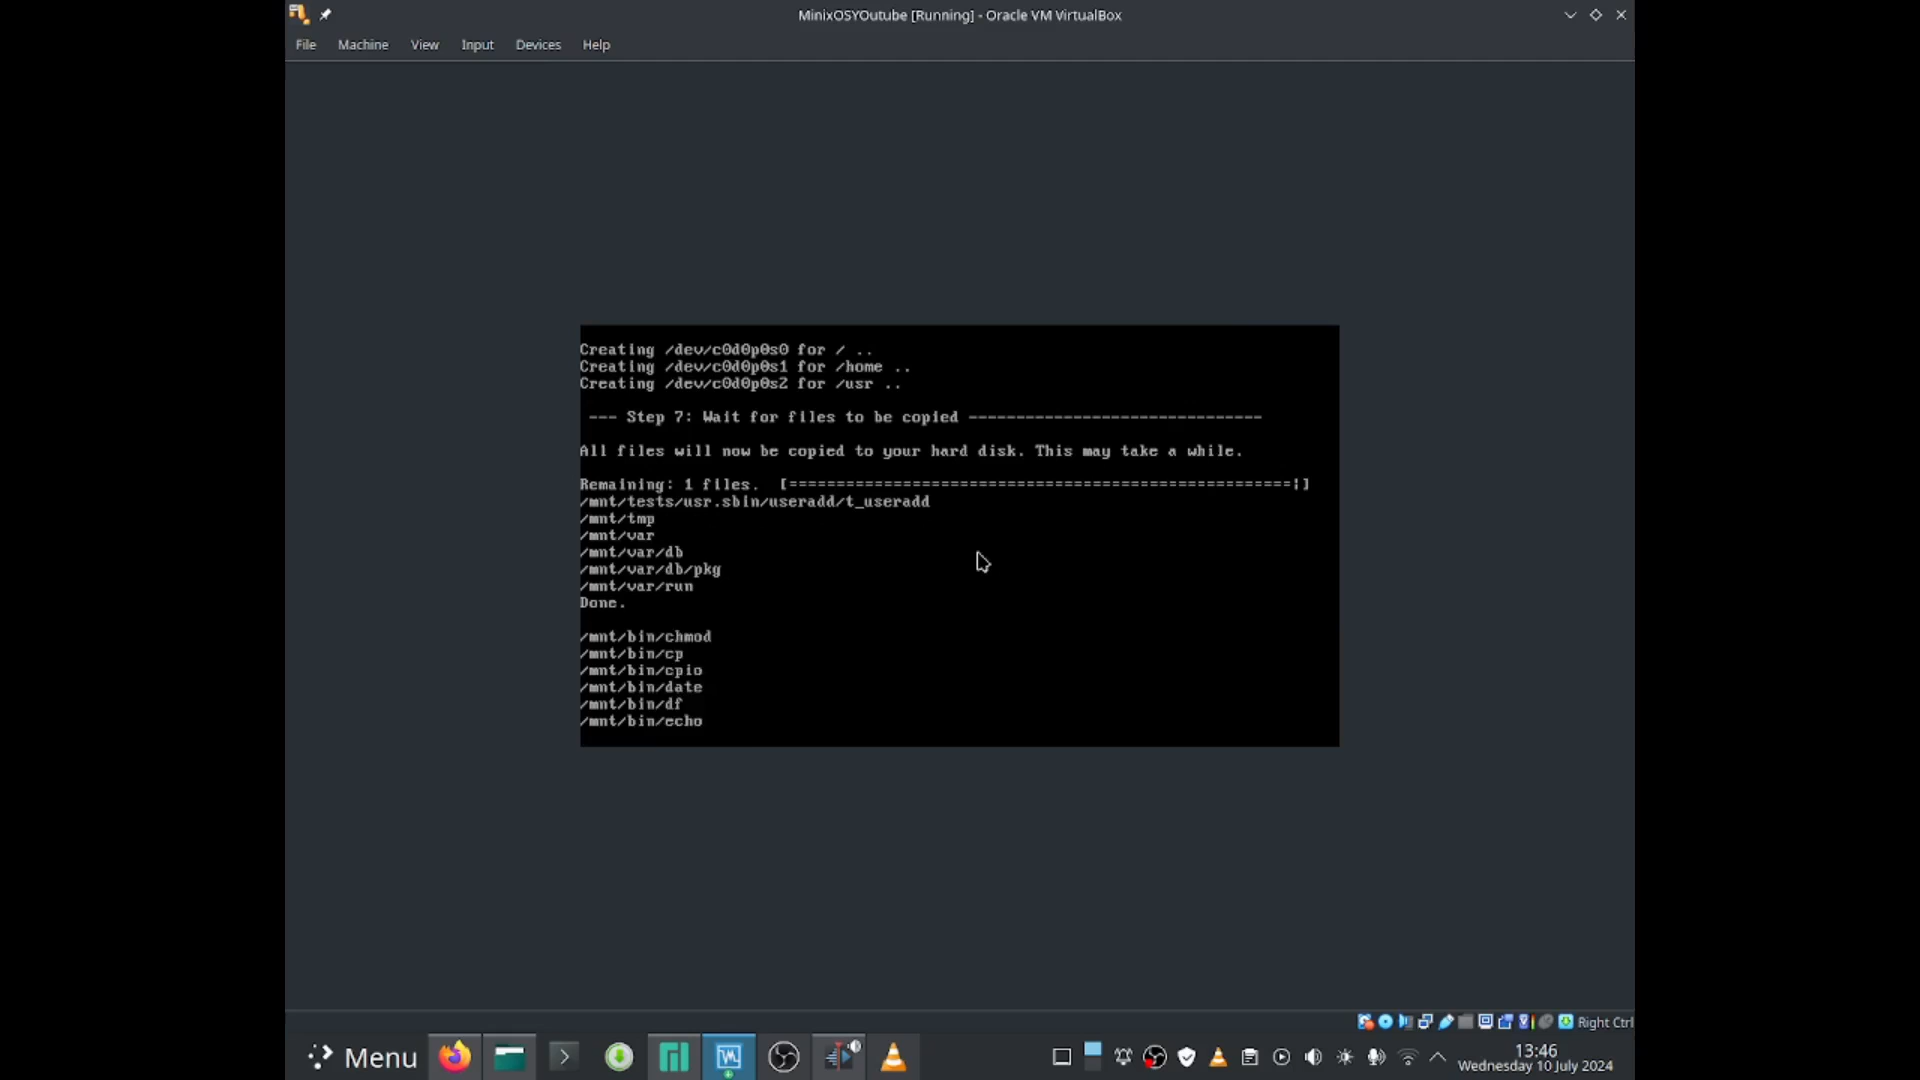 MinixOSYOutube [Running] - Oracle VM VirtualBox
File Machine View Input Devices Help
Creating /dev/c0d0p0s0 for / ..
Creating /dev/c0d0p0s1 for /home ..
Creating /dev/c0d0p0s2 for /usr ..
--- Step 7: Wait for files to be copied -------------------------------
All files will now be copied to your hard disk. This may take a while.
Remaining: 1 files. [======================================================|]
/mnt/tests/usr.sbin/useradd/t_useradd
/mnt/tmp
/mnt/var
/mnt/var/db
/mnt/var/db/pkg
/mnt/var/run
Done.
/mnt/bin/chmod
/mnt/bin/cp
/mnt/bin/cpio
/mnt/bin/date
/mnt/bin/df
/mnt/bin/echo
Right Ctrl
Menu
13:46
Wednesday 10 July 2024